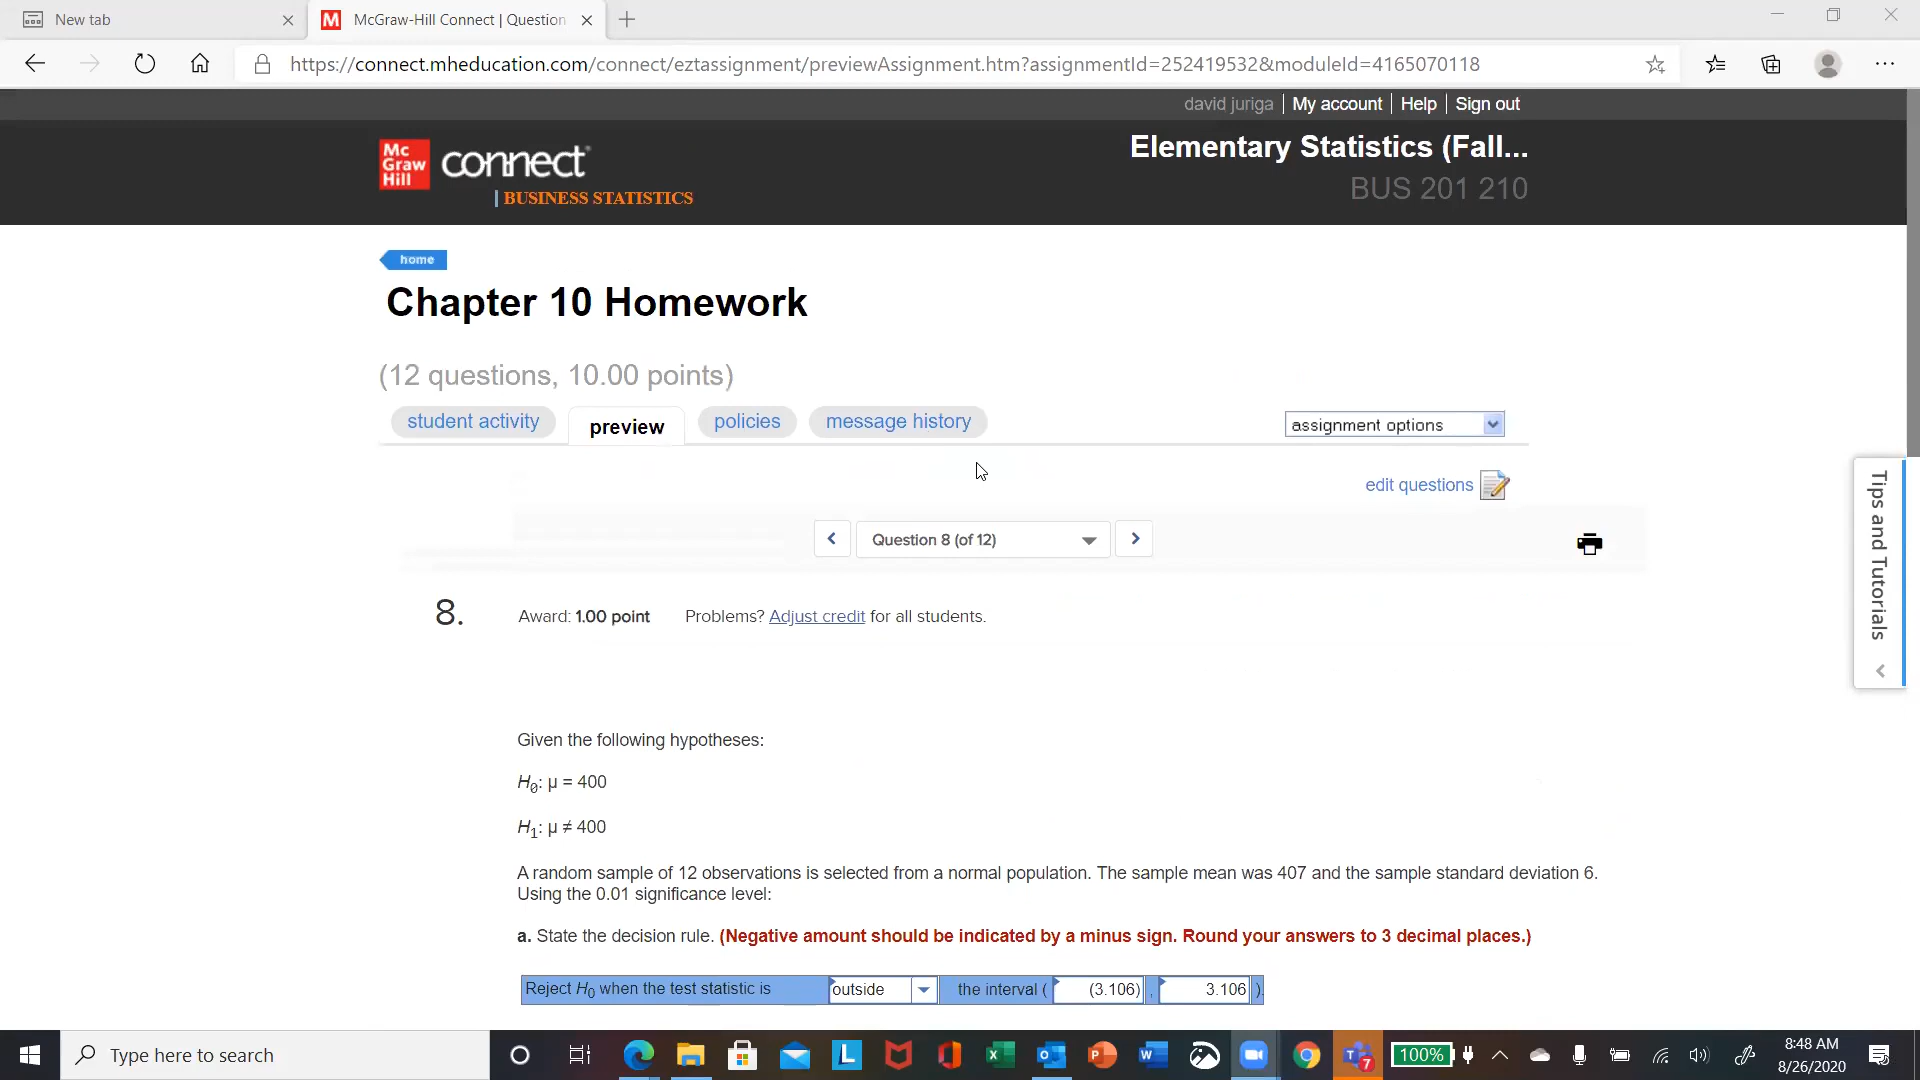 New tab
McGraw-Hill Connect | Question
https://connect.mheducation.com/connect/eztassignment/previewAssignment.htm?assignmentId=252419532&moduleId=4165070118
david juriga | My account | Help | Sign out
Mc Graw Hill
connect
| BUSINESS STATISTICS
Elementary Statistics (Fall...
BUS 201 210
home
Chapter 10 Homework
(12 questions, 10.00 points)
student activity preview policies message history
assignment options
edit questions
Question 8 (of 12)
Tips and Tutorials
8. Award: 1.00 point Problems? Adjust credit for all students.
Given the following hypotheses:
H0: μ = 400
H1: μ ≠ 400
A random sample of 12 observations is selected from a normal population. The sample mean was 407 and the sample standard deviation 6.
Using the 0.01 significance level:
a. State the decision rule. (Negative amount should be indicated by a minus sign. Round your answers to 3 decimal places.)
Reject H0 when the test statistic is outside the interval ( (3.106) , 3.106 ).
Type here to search
100%
7
8:48 AM
8/26/2020